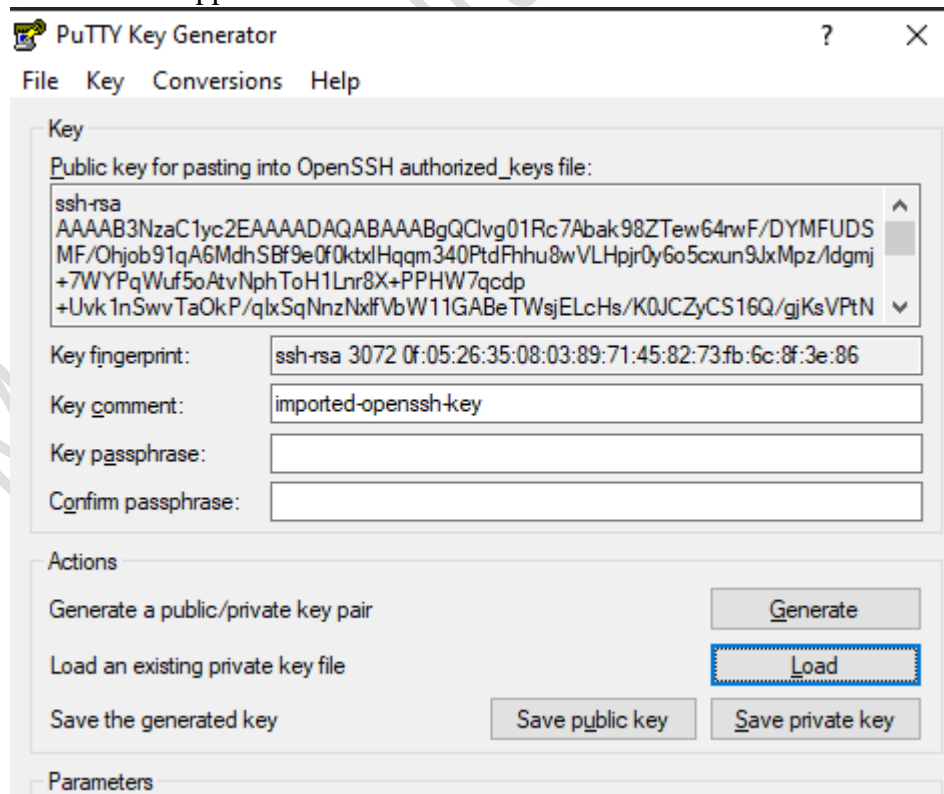 PuTTY Key Generator
?
File Key Conversions Help
Key
Public key for pasting into OpenSSH authorized_keys file:
ssh-rsa
AAAAB3NzaC1yc2EAAAADAQABAAABgQClvg01Rc7Abak98ZTew64rwF/DYMFUDS
MF/Ohjob91qA6MdhSBf9e0f0ktxlHqqm340PtdFhhu8wVLHpjr0y6o5cxun9JxMpz/ldgmj
+7WYPqWuf5oAtvNphToH1Lnr8X+PPHW7qcdp
+Uvk1nSwvTaOkP/qlxSqNnzNxlfVbW11GABeTWsjELcHs/K0JCZyCS16Q/gjKsVPtN
Key fingerprint: ssh-rsa 3072 0f:05:26:35:08:03:89:71:45:82:73:fb:6c:8f:3e:86
Key comment: imported-openssh-key
Key passphrase:
Confirm passphrase:
Actions
Generate a public/private key pair Generate
Load an existing private key file Load
Save the generated key Save public key Save private key
Parameters